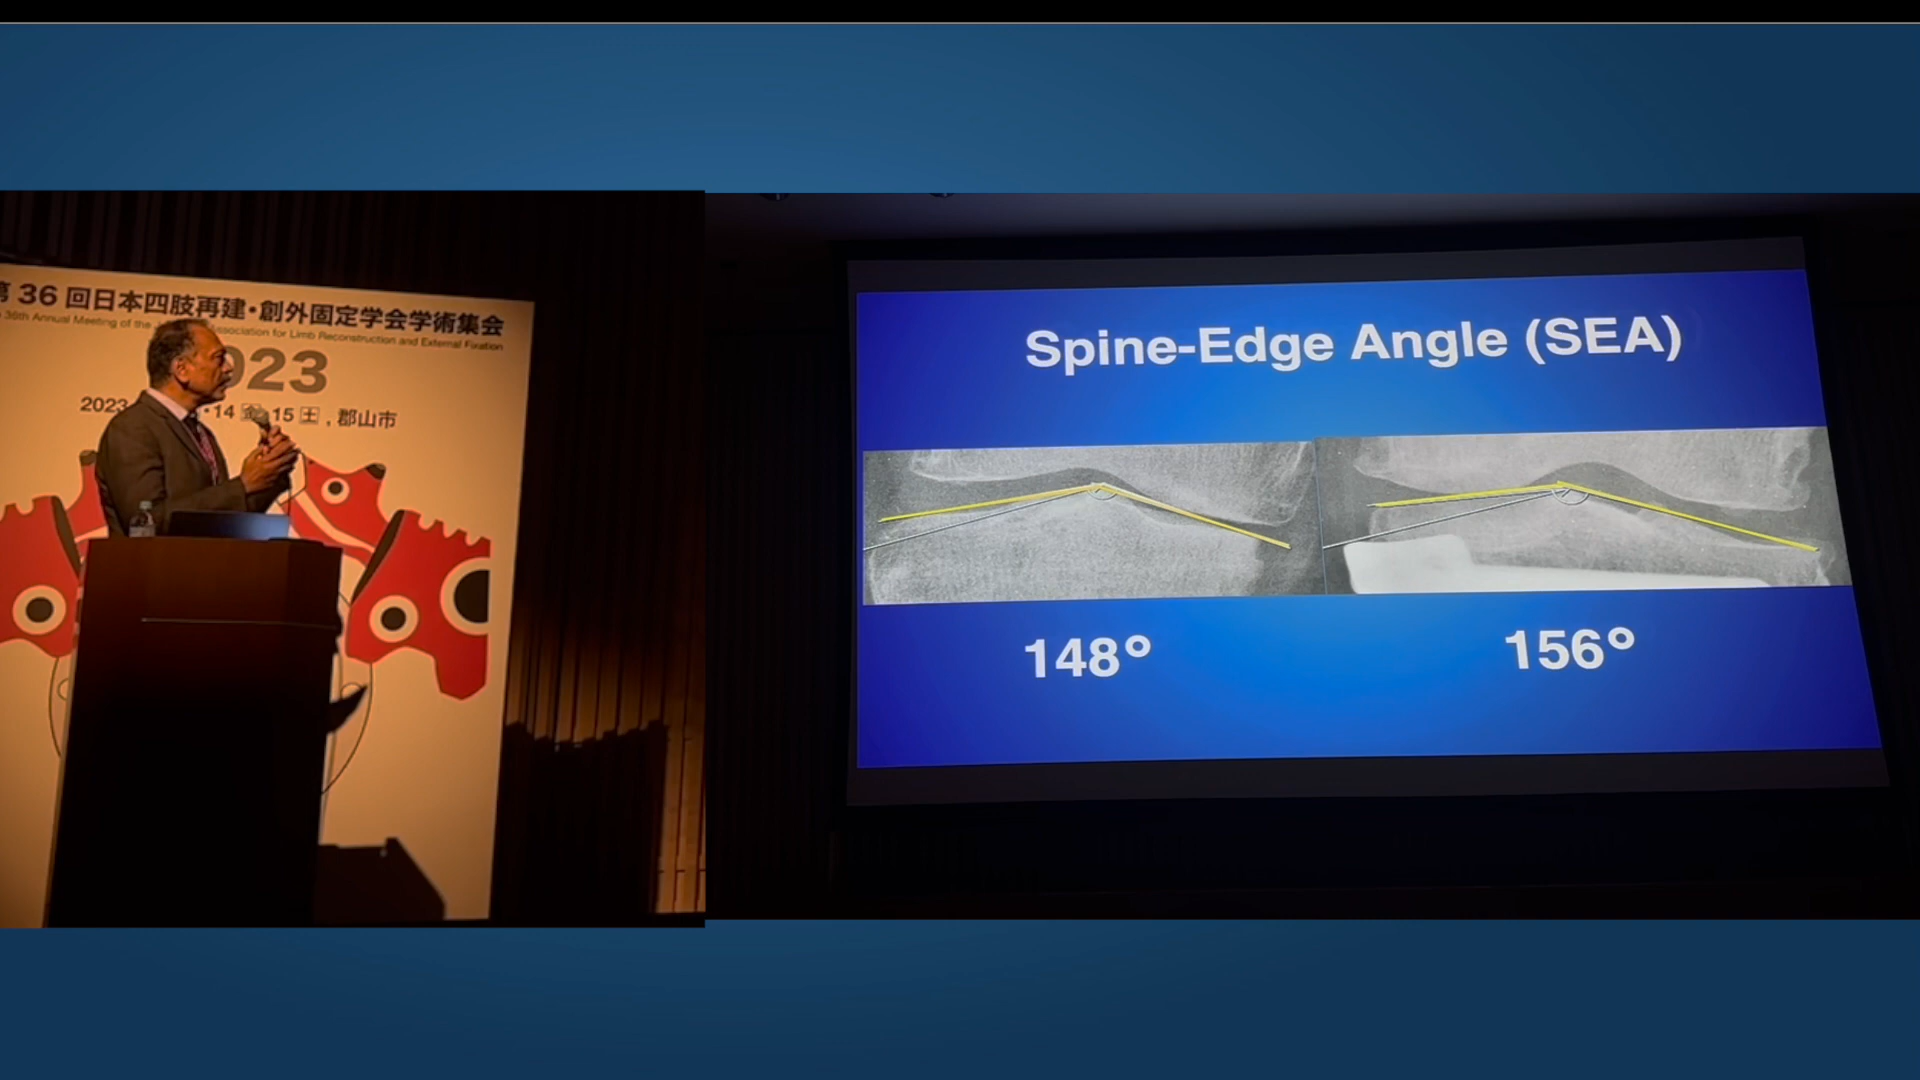 第 36 回日本四肢再建・創外固定学会学術集会
36th Annual Meeting of the Association for Limb Reconstruction and External Fixation
2023
2023 ・14 金 15 土 , 郡山市
Spine-Edge Angle (SEA)
148°
156°